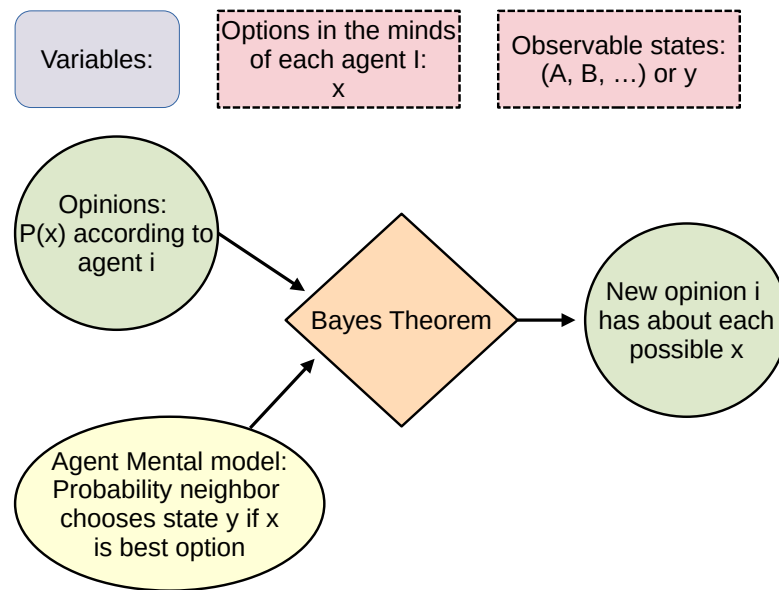 Variables:
Options in the minds
of each agent I:
x
Observable states:
(A, B, …) or y
Opinions:
P(x) according to
agent i
Bayes Theorem
New opinion i
has about each
possible x
Agent Mental model:
Probability neighbor
chooses state y if x
is best option